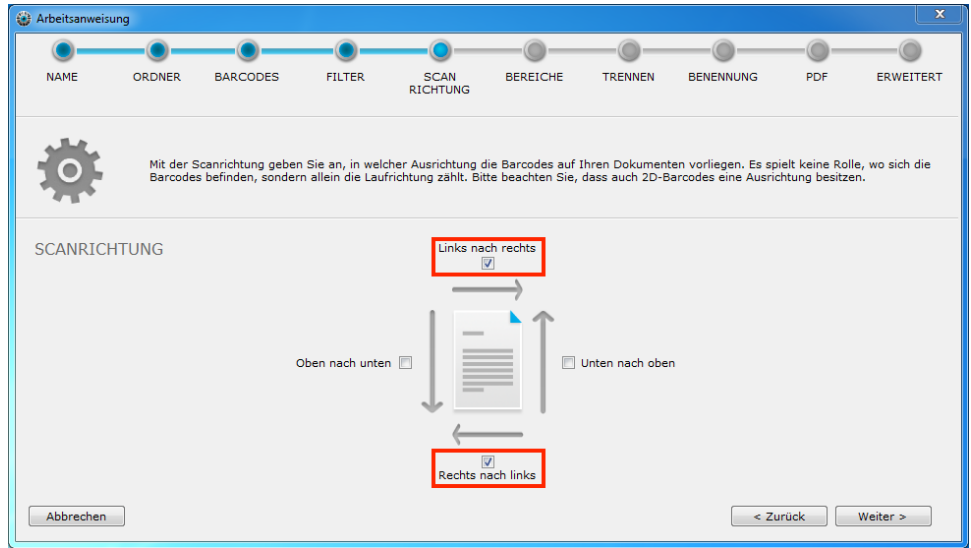 Arbeitsanweisung
NAME
ORDNER
BARCODES
FILTER
SCAN
RICHTUNG
BEREICHE
TRENNEN
BENENNUNG
PDF
ERWEITERT
Mit der Scanrichtung geben Sie an, in welcher Ausrichtung die Barcodes auf Ihren Dokumenten vorliegen. Es spielt keine Rolle, wo sich die
Barcodes befinden, sondern allein die Laufrichtung zählt. Bitte beachten Sie, dass auch 2D-Barcodes eine Ausrichtung besitzen.
SCANRICHTUNG
Links nach rechts
Oben nach unten
Unten nach oben
Rechts nach links
Abbrechen
< Zurück
Weiter >